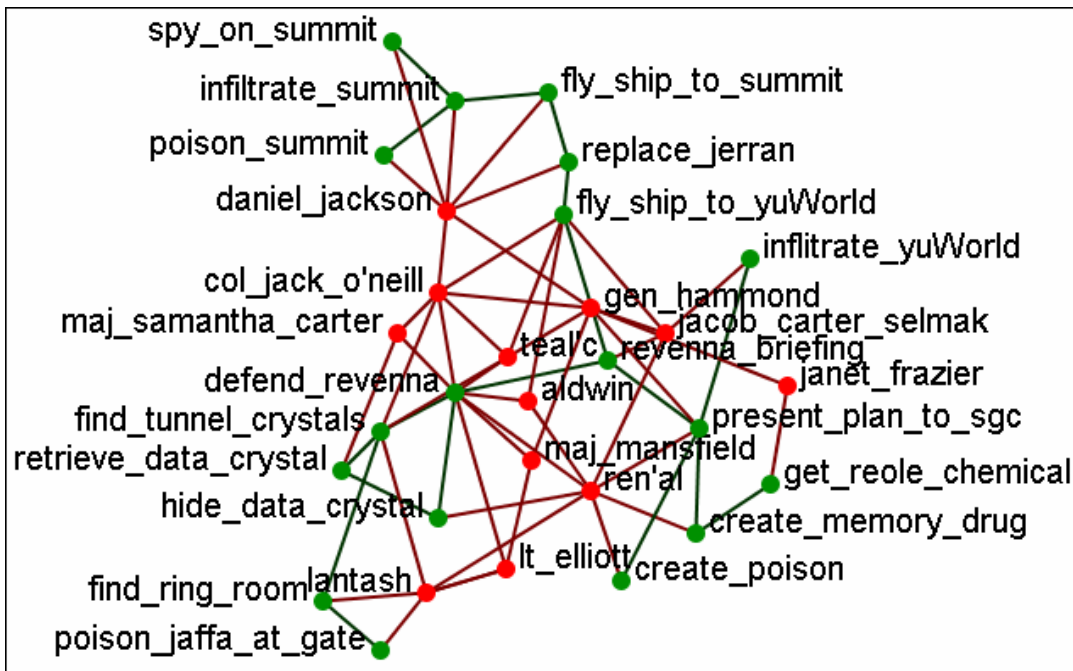 spy_on_summit
infiltrate_summit
fly_ship_to_summit
poison_summit
replace_jerran
daniel_jackson
fly_ship_to_yuWorld
inflitrate_yuWorld
col_jack_o'neill
gen_hammond
maj_samantha_carter
jacob_carter_selmak
teal'c
revenna_briefing
defend_revenna
aldwin
janet_frazier
find_tunnel_crystals
present_plan_to_sgc
retrieve_data_crystal
maj_mansfield
ren'al
get_reole_chemical
hide_data_crystal
create_memory_drug
lt_elliott
create_poison
find_ring_room
lantash
poison_jaffa_at_gate